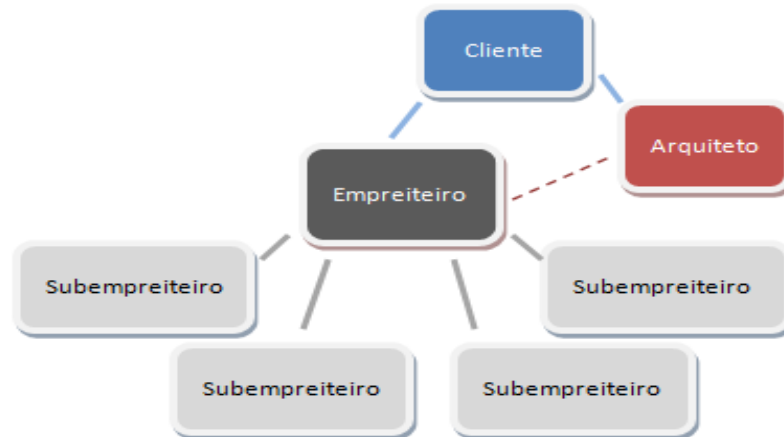 Cliente
Arquiteto
Empreiteiro
Subempreiteiro
Subempreiteiro
Subempreiteiro
Subempreiteiro